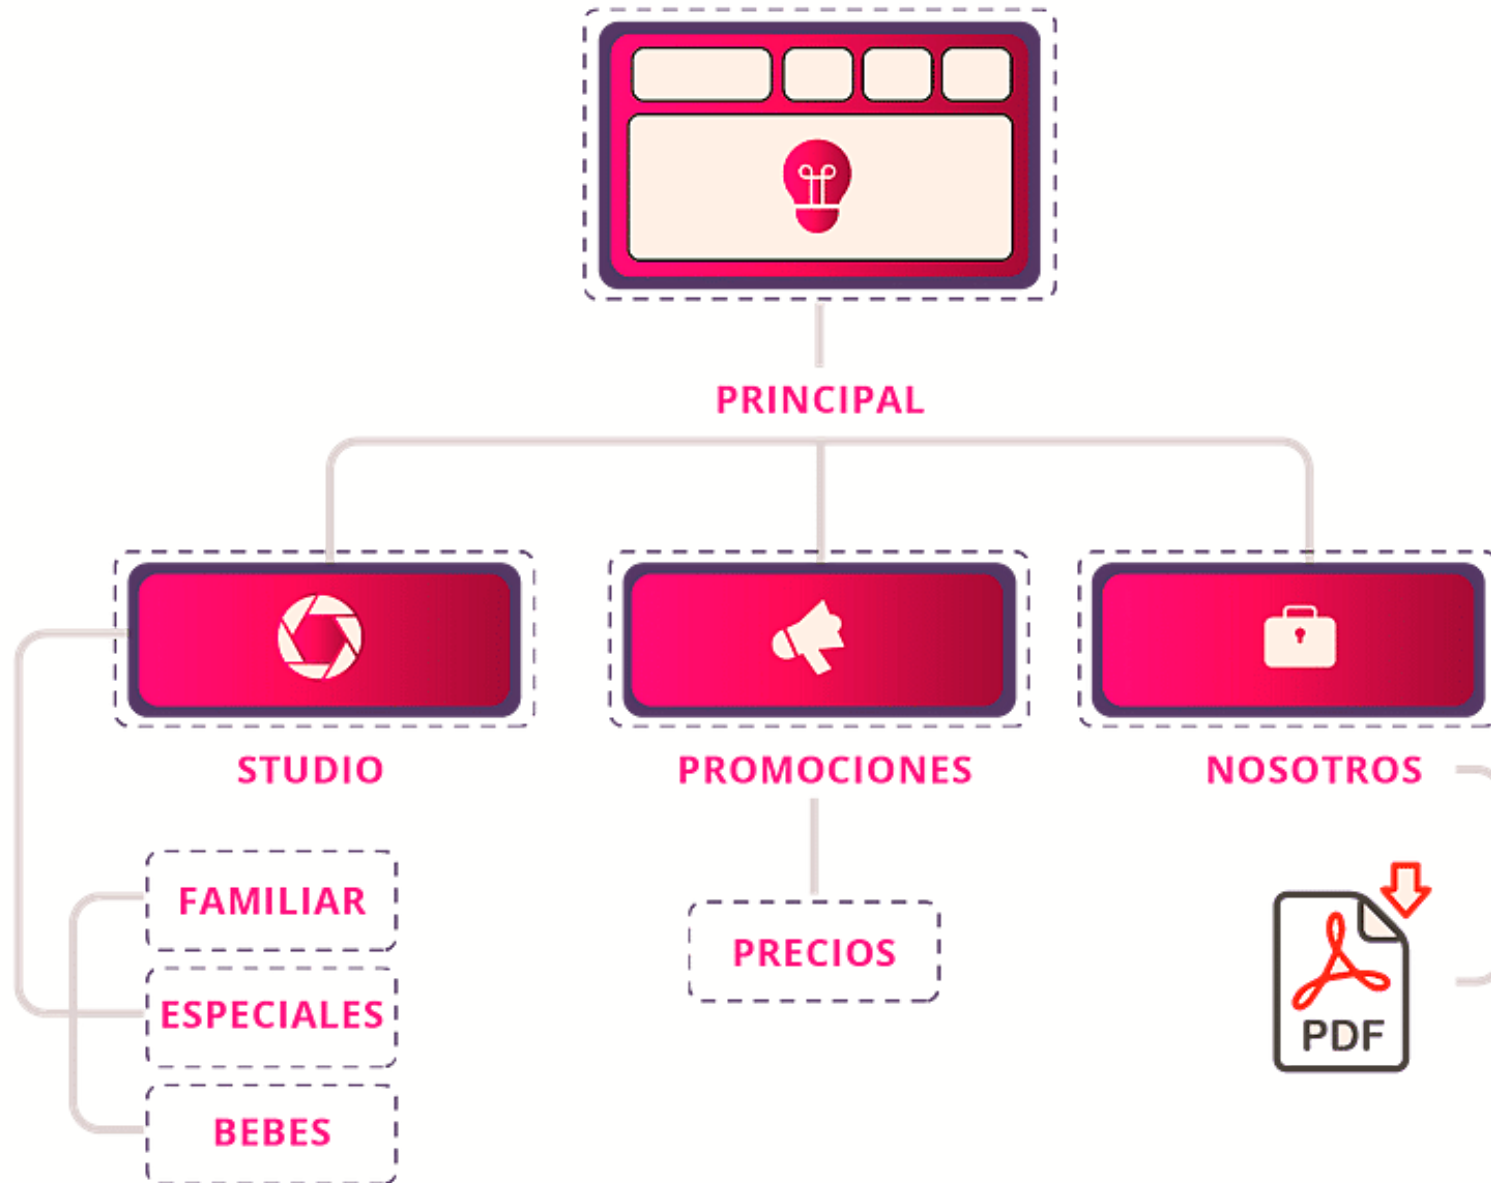 PRINCIPAL
STUDIO
PROMOCIONES
NOSOTROS
FAMILIAR
ESPECIALES
BEBES
PRECIOS
PDF